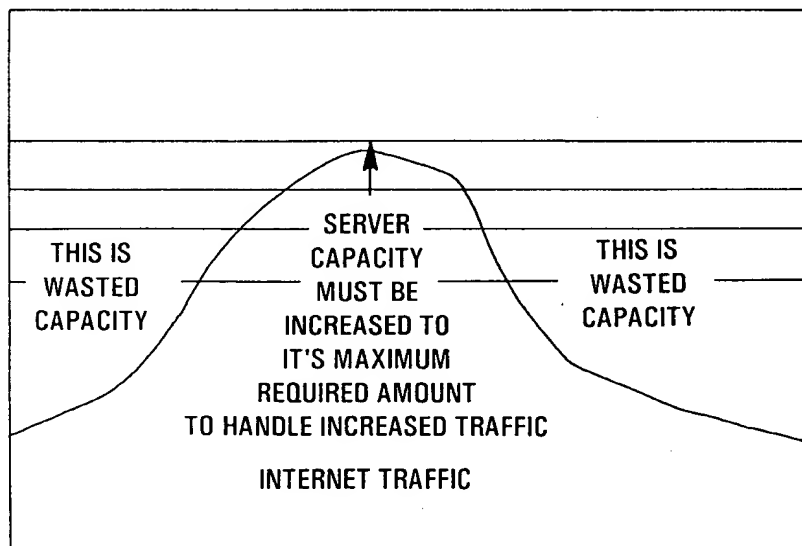 THIS IS
WASTED
CAPACITY
SERVER
CAPACITY
MUST BE
INCREASED TO
IT'S MAXIMUM
REQUIRED AMOUNT
TO HANDLE INCREASED TRAFFIC
THIS IS
WASTED
CAPACITY
INTERNET TRAFFIC